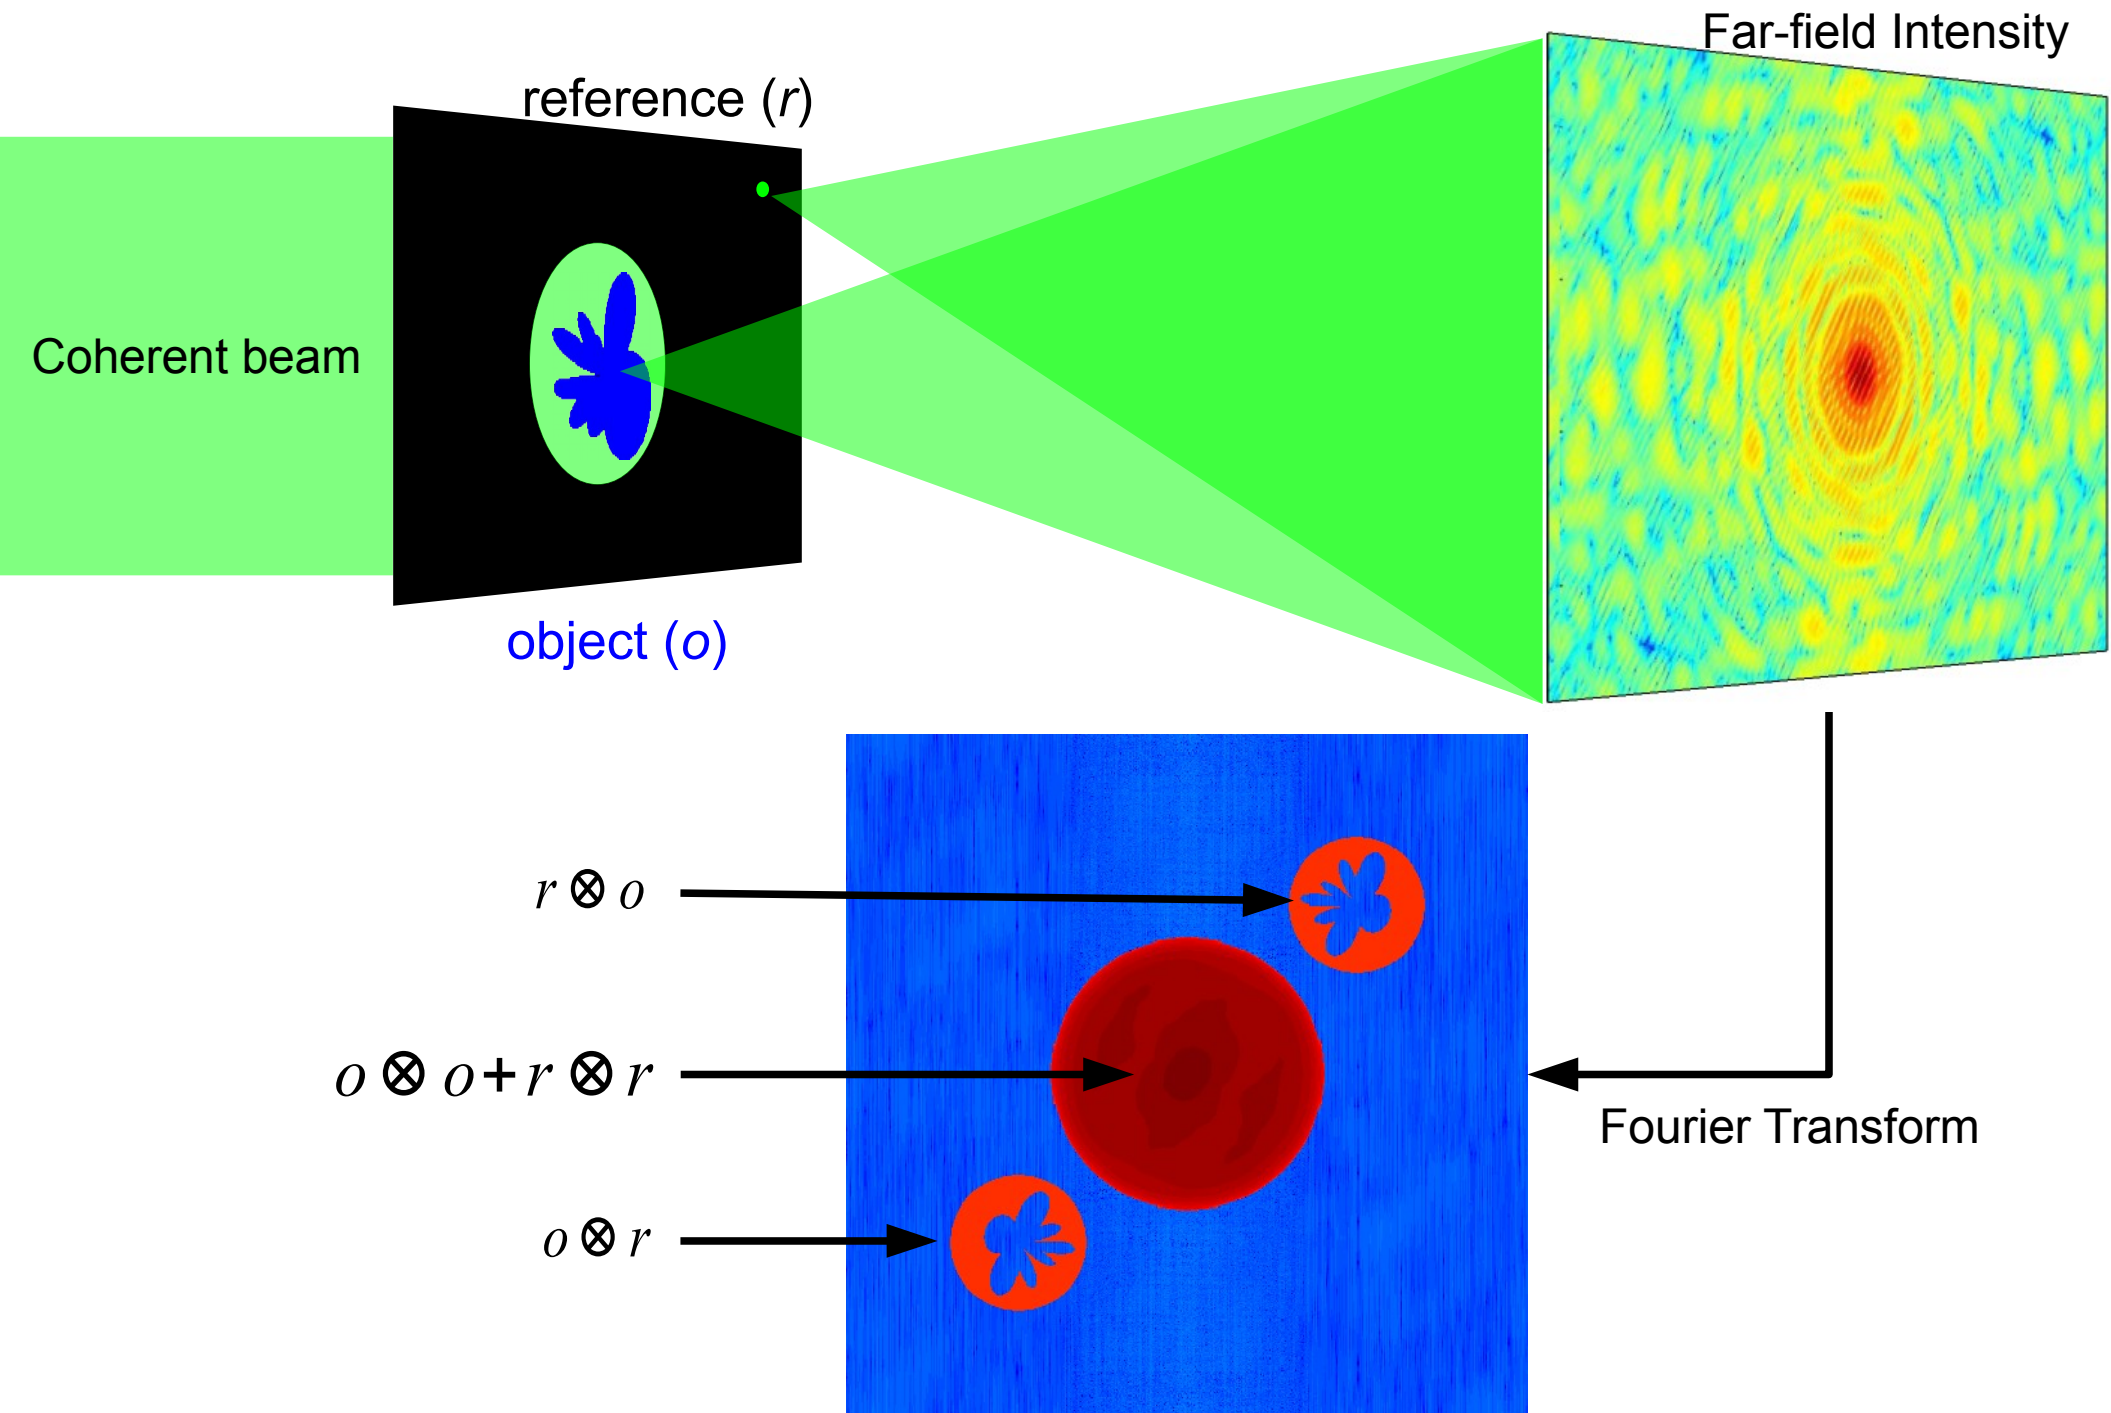 Far-field Intensity
reference (r)
Coherent beam
object (o)
r ⊗ o
o ⊗ o + r ⊗ r
Fourier Transform
o ⊗ r